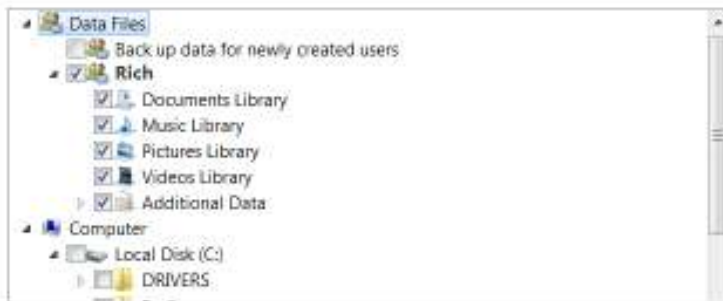 Data Files
Back up data for newly created users
Rich
Documents Library
Music Library
Pictures Library
Videos Library
Additional Data
Computer
Local Disk (C:)
DRIVERS